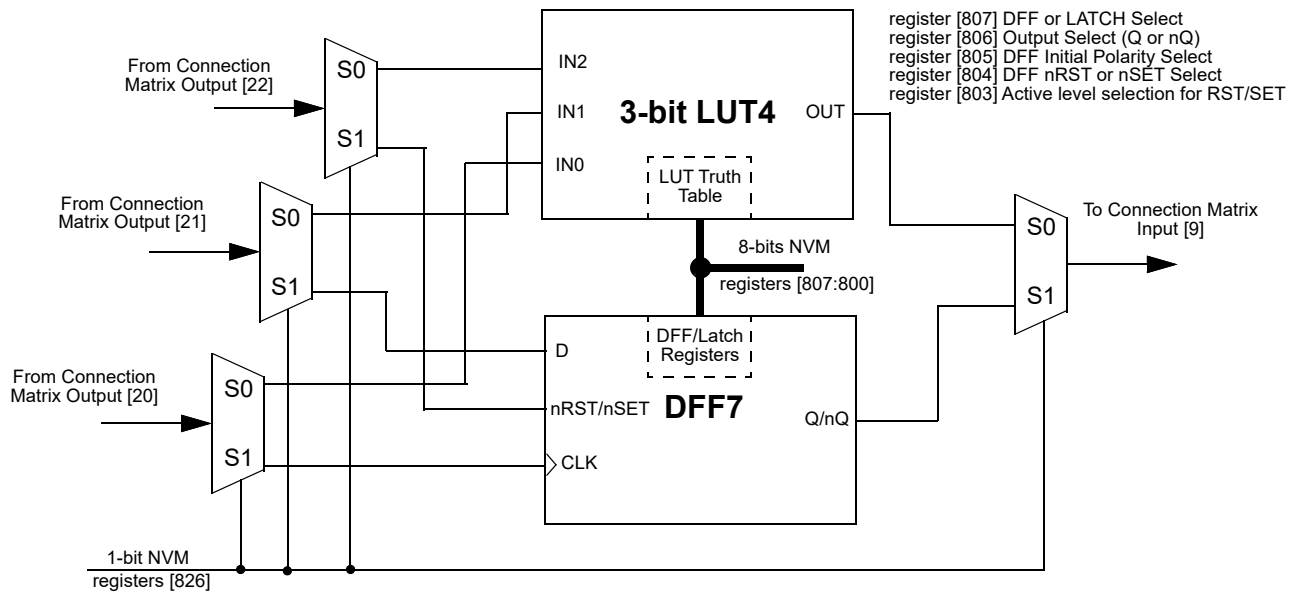 register [807] DFF or LATCH Select
register [806] Output Select (Q or nQ)
register [805] DFF Initial Polarity Select
register [804] DFF nRST or nSET Select
register [803] Active level selection for RST/SET
From Connection
Matrix Output [22]
S0
S1
IN2
IN1
IN0
3-bit LUT4
OUT
LUT Truth
Table
From Connection
Matrix Output [21]
S0
S1
8-bits NVM
registers [807:800]
S0
S1
To Connection Matrix
Input [9]
From Connection
Matrix Output [20]
S0
S1
DFF/Latch
Registers
D
nRST/nSET
DFF7
Q/nQ
CLK
1-bit NVM
registers [826]